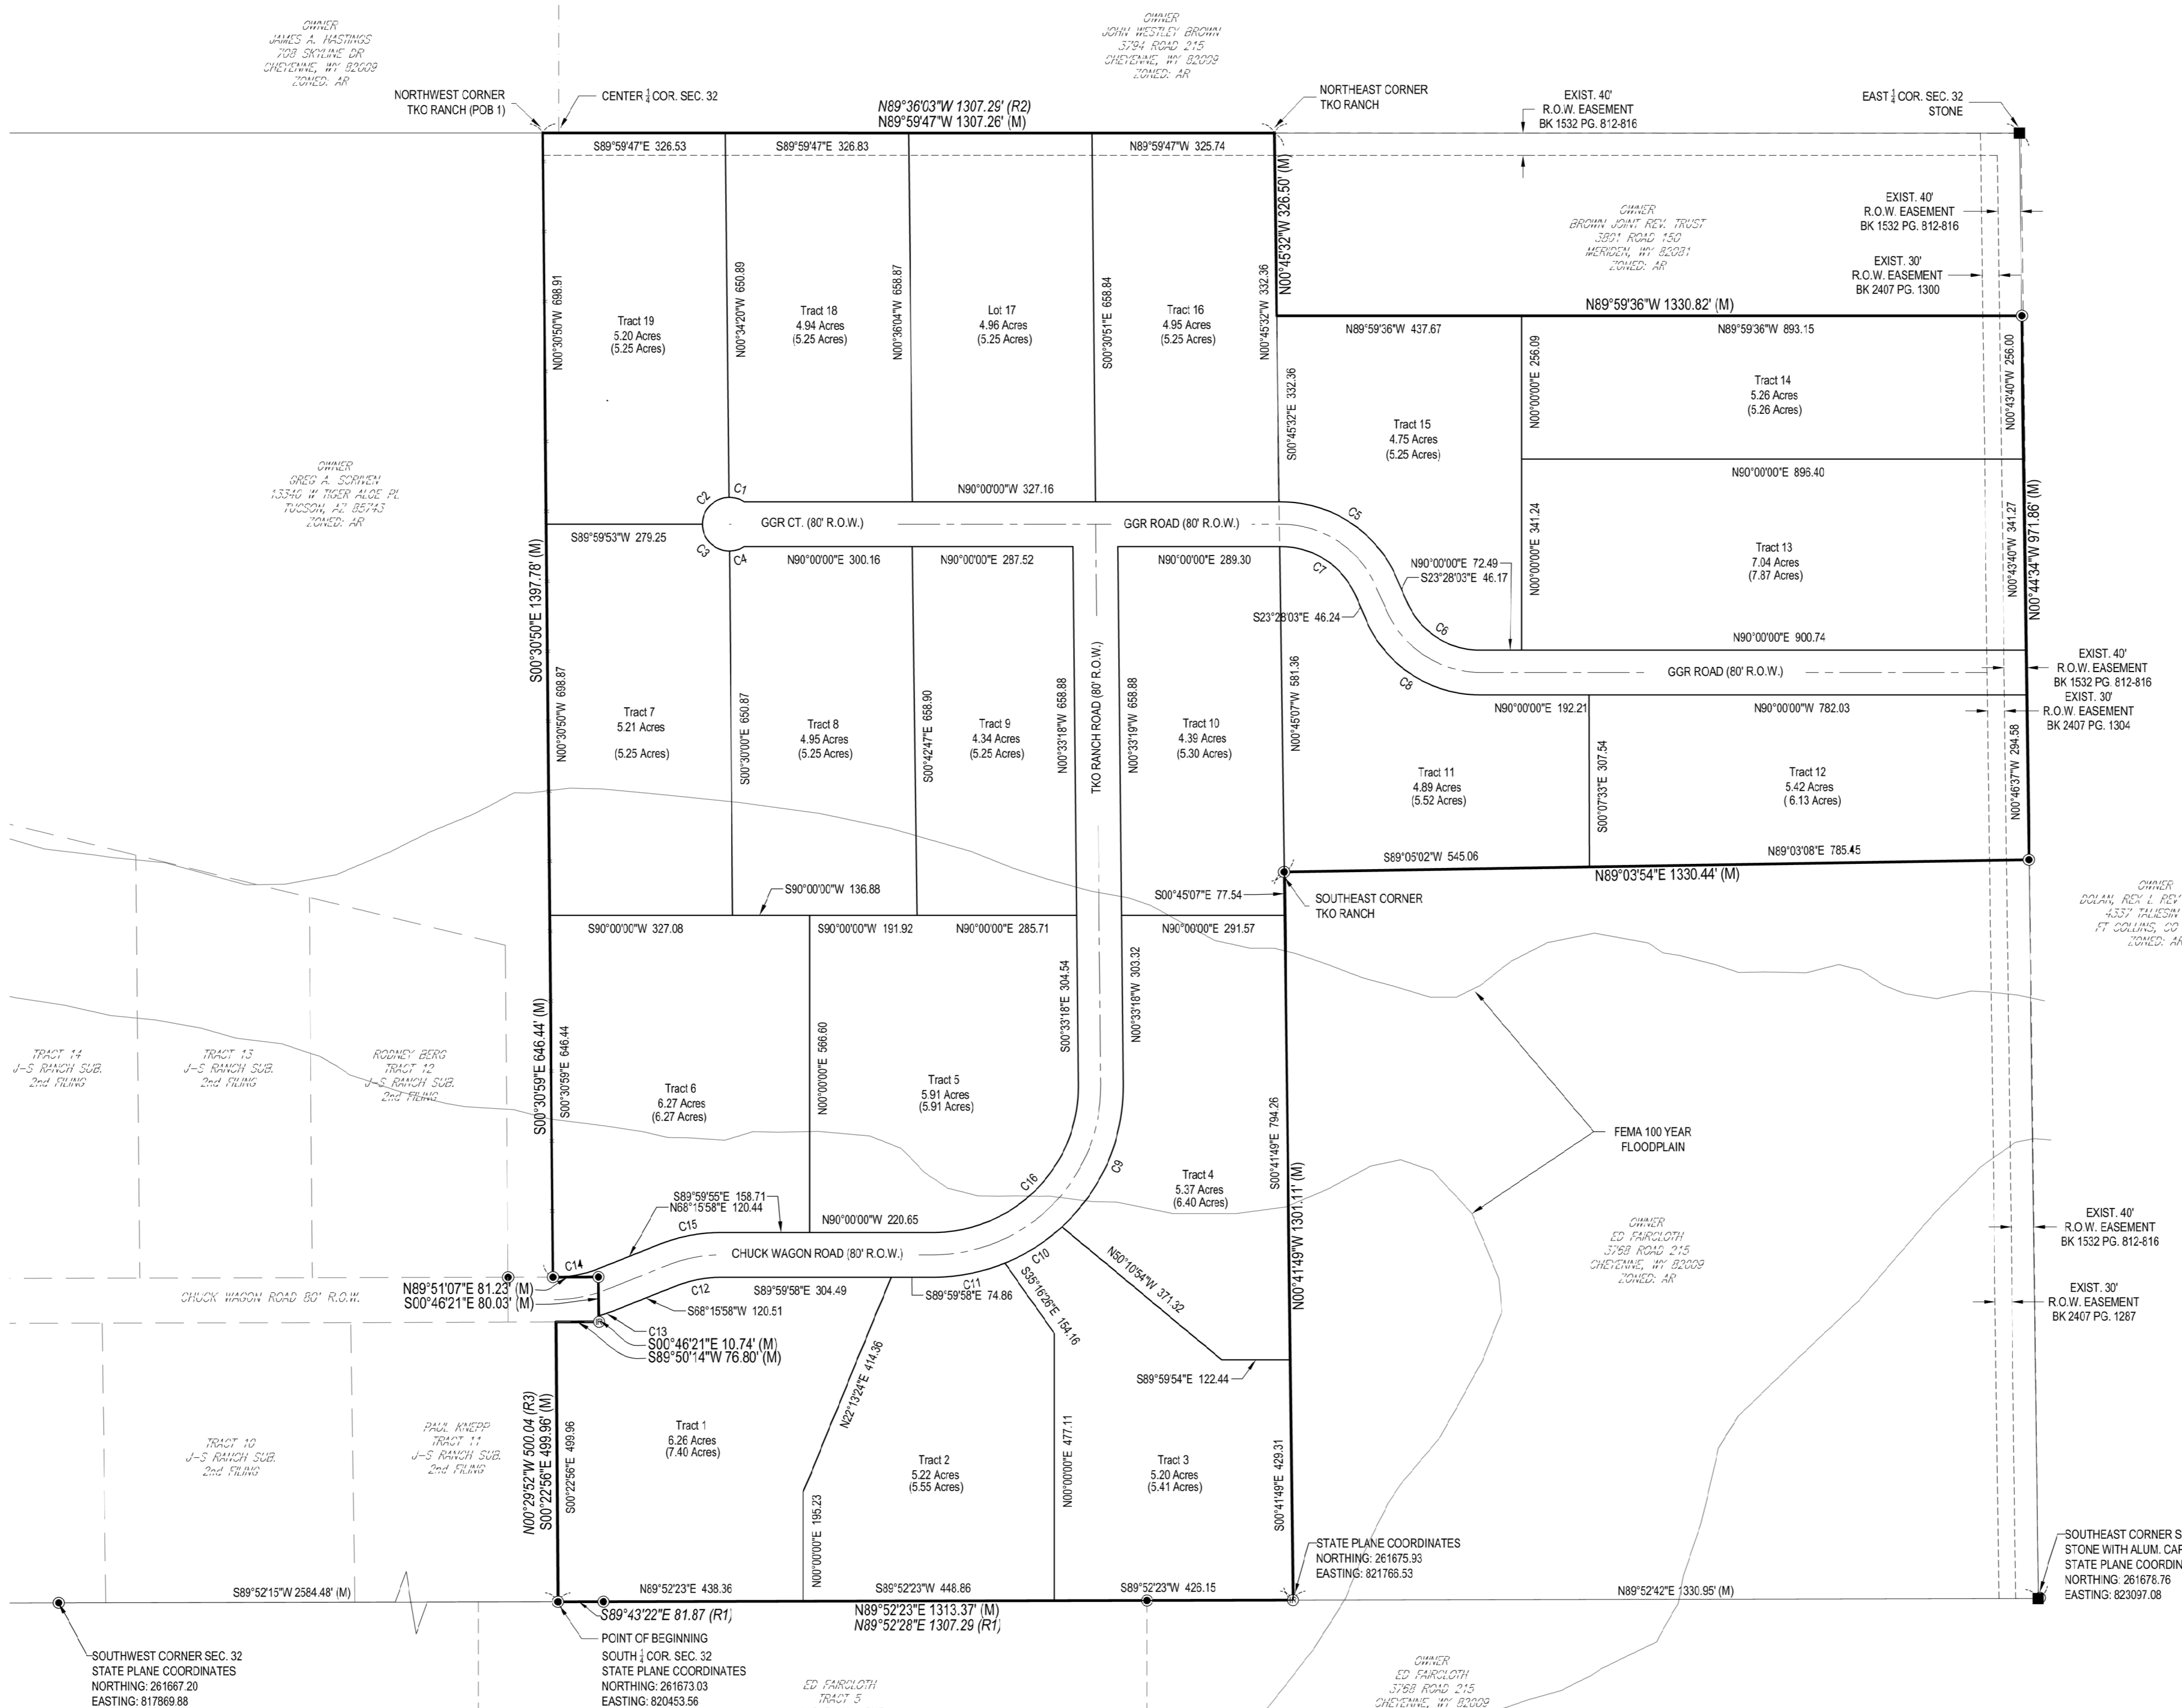 OWNER
JAMES A. HASTINGS
708 SKYLINE DR
CHEYENNE, WY 82609
ZONED: AR
OWNER
JOHN WESTLEY BROWN
3794 ROAD 215
CHEYENNE, WY 82009
ZONED: AR
NORTHWEST CORNER
TKO RANCH (POB 1)
CENTER 1/4 COR. SEC. 32
N89°36'03"W 1307.29' (R2)
N89°59'47"W 1307.26' (M)
NORTHEAST CORNER
TKO RANCH
EXIST. 40'
R.O.W. EASEMENT
BK 1532 PG. 812-816
EAST 1/4 COR. SEC. 32
STONE
S89°59'47"E 326.53
S89°59'47"E 326.83
N89°59'47"W 325.74
N00°45'32"W 326.50' (M)
OWNER
BROWN JOINT REV. TRUST
3801 ROAD 150
MERIDEN, WY 82081
ZONED: AR
EXIST. 40'
R.O.W. EASEMENT
BK 1532 PG. 812-816
EXIST. 30'
R.O.W. EASEMENT
BK 2407 PG. 1300
N89°59'36"W 1330.82' (M)
N00°30'50"W 698.91
Tract 19
5.20 Acres
(5.25 Acres)
N00°34'20"W 650.89
Tract 18
4.94 Acres
(5.25 Acres)
N00°36'04"W 658.87
Lot 17
4.96 Acres
(5.25 Acres)
S00°30'51"E 658.84
Tract 16
4.95 Acres
(5.25 Acres)
N00°45'32"W 332.36
S00°45'32"E 332.36
N89°59'36"W 437.67
N89°59'36"W 893.15
Tract 15
4.75 Acres
(5.25 Acres)
N00°00'00"E 256.09
Tract 14
5.26 Acres
(5.26 Acres)
N00°43'40"W 256.00
N90°00'00"E 896.40
OWNER
GREG A. SCRIVEN
13340 W TIGER ALOE PL
TUCSON, AZ 85743
ZONED: AR
C2
C1
N90°00'00"W 327.16
GGR CT. (80' R.O.W.)
GGR ROAD (80' R.O.W.)
C5
S89°59'53"W 279.25
C3
C4
N90°00'00"E 300.16
N90°00'00"E 287.52
N90°00'00"E 289.30
C7
N90°00'00"E 72.49
S23°28'03"E 46.17
N00°00'00"E 341.24
Tract 13
7.04 Acres
(7.87 Acres)
N00°43'40"W 341.27
N00°44'34"W 971.86' (M)
S00°30'50"E 1397.78' (M)
S23°28'03"E 46.24
C6
N90°00'00"E 900.74
GGR ROAD (80' R.O.W.)
C8
EXIST. 40'
R.O.W. EASEMENT
BK 1532 PG. 812-816
EXIST. 30'
R.O.W. EASEMENT
BK 2407 PG. 1304
N90°00'00"E 192.21
N90°00'00"W 782.03
N00°30'50"W 698.87
Tract 7
5.21 Acres
(5.25 Acres)
S00°30'00"E 650.87
Tract 8
4.95 Acres
(5.25 Acres)
S00°42'47"E 658.90
Tract 9
4.34 Acres
(5.25 Acres)
N00°33'18"W 658.88
TKO RANCH ROAD (80' R.O.W.)
N00°33'19"W 658.88
Tract 10
4.39 Acres
(5.30 Acres)
N00°45'07"W 581.36
Tract 11
4.89 Acres
(5.52 Acres)
S00°07'33"E 307.54
Tract 12
5.42 Acres
( 6.13 Acres)
N00°46'37"W 294.58
S89°05'02"W 545.06
N89°03'08"E 785.45
N89°03'54"E 1330.44' (M)
S90°00'00"W 136.88
S00°45'07"E 77.54
SOUTHEAST CORNER
TKO RANCH
OWNER
DOLAN, REX L REV
4337 TALIESIN
FT COLLINS, CO
ZONED: AR
S90°00'00"W 327.08
S90°00'00"W 191.92
N90°00'00"E 285.71
N90°00'00"E 291.57
S00°33'18"E 304.54
N00°33'18"W 303.32
TRACT 14
J-S RANCH SUB.
2nd FILING
TRACT 13
J-S RANCH SUB.
2nd FILING
RODNEY BERG
TRACT 12
J-S RANCH SUB.
2nd FILING
S00°30'59"E 646.44' (M)
S00°30'59"E 646.44
Tract 6
6.27 Acres
(6.27 Acres)
N00°00'00"E 566.60
Tract 5
5.91 Acres
(5.91 Acres)
C9
C16
Tract 4
5.37 Acres
(6.40 Acres)
S00°41'49"E 794.26
N00°41'49"W 1301.11' (M)
FEMA 100 YEAR
FLOODPLAIN
S89°59'55"E 158.71
N68°15'58"E 120.44
C15
N90°00'00"W 220.65
CHUCK WAGON ROAD (80' R.O.W.)
C14
N89°51'07"E 81.23' (M)
S00°46'21"E 80.03' (M)
CHUCK WAGON ROAD 80' R.O.W.
C12
S89°59'58"E 304.49
S68°15'58"W 120.51
C11
S89°59'58"E 74.86
C10
S35°16'26"E 154.16
N50°10'54"W 371.32
C13
S00°46'21"E 10.74' (M)
S89°50'14"W 76.80' (M)
S89°59'54"E 122.44
OWNER
ED FAIRCLOTH
3768 ROAD 215
CHEYENNE, WY 82009
ZONED: AR
EXIST. 40'
R.O.W. EASEMENT
BK 1532 PG. 812-816
EXIST. 30'
R.O.W. EASEMENT
BK 2407 PG. 1287
TRACT 10
J-S RANCH SUB.
2nd FILING
PAUL KNEPP
TRACT 11
J-S RANCH SUB.
2nd FILING
N00°29'52"W 500.04 (R3)
S00°22'56"E 499.96' (M)
S00°22'56"E 499.96
Tract 1
6.26 Acres
(7.40 Acres)
N22°13'24"E 414.36
N00°00'00"E 195.23
Tract 2
5.22 Acres
(5.55 Acres)
N00°00'00"E 477.11
Tract 3
5.20 Acres
(5.41 Acres)
S00°41'49"E 429.31
STATE PLANE COORDINATES
NORTHING: 261675.93
EASTING: 821766.53
SOUTHEAST CORNER S
STONE WITH ALUM. CAP
STATE PLANE COORDIN
NORTHING: 261678.76
EASTING: 823097.08
S89°52'15"W 2584.48' (M)
N89°52'23"E 438.36
S89°52'23"W 448.86
S89°52'23"W 426.15
N89°52'42"E 1330.95' (M)
S89°43'22"E 81.87 (R1)
N89°52'23"E 1313.37' (M)
N89°52'28"E 1307.29 (R1)
SOUTHWEST CORNER SEC. 32
STATE PLANE COORDINATES
NORTHING: 261667.20
EASTING: 817869.88
POINT OF BEGINNING
SOUTH 1/4 COR. SEC. 32
STATE PLANE COORDINATES
NORTHING: 261673.03
EASTING: 820453.56
ED FAIRCLOTH
TRACT 5
OWNER
ED FAIRCLOTH
3768 ROAD 215
CHEYENNE, WY 82009